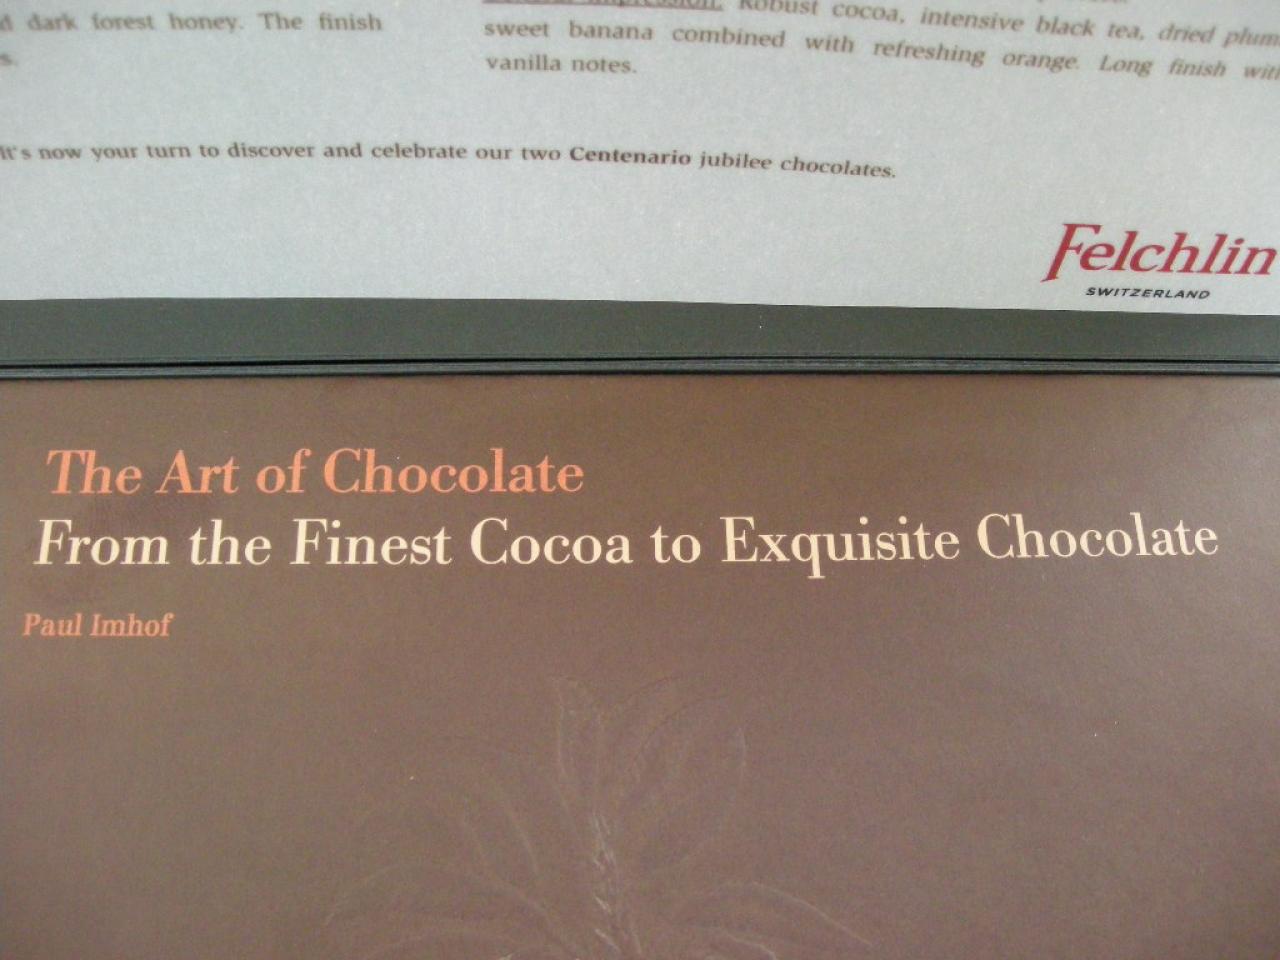 dark forest honey. The finish
Robust cocoa, intensive black tea, dried plum
sweet banana combined with refreshing orange. Long finish with
vanilla notes.
It's now your turn to discover and celebrate our two Centenario jubilee chocolates.
Felchlin
SWITZERLAND
The Art of Chocolate
From the Finest Cocoa to Exquisite Chocolate
Paul Imhof